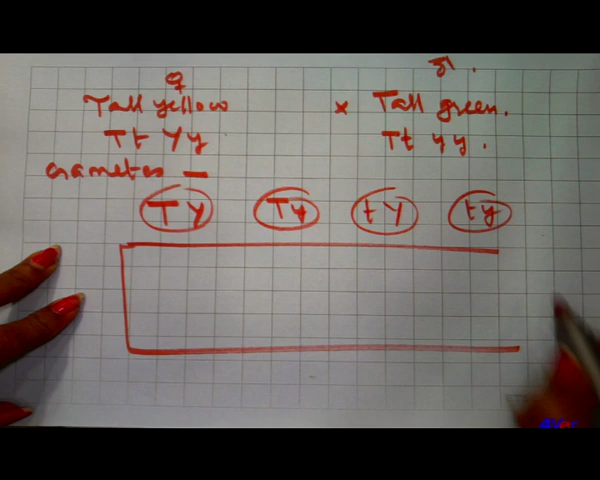 ♀ ♂.
Tall yellow × Tall green.
Tt Yy Tt yy.
Gametes —
TY Ty tY ty